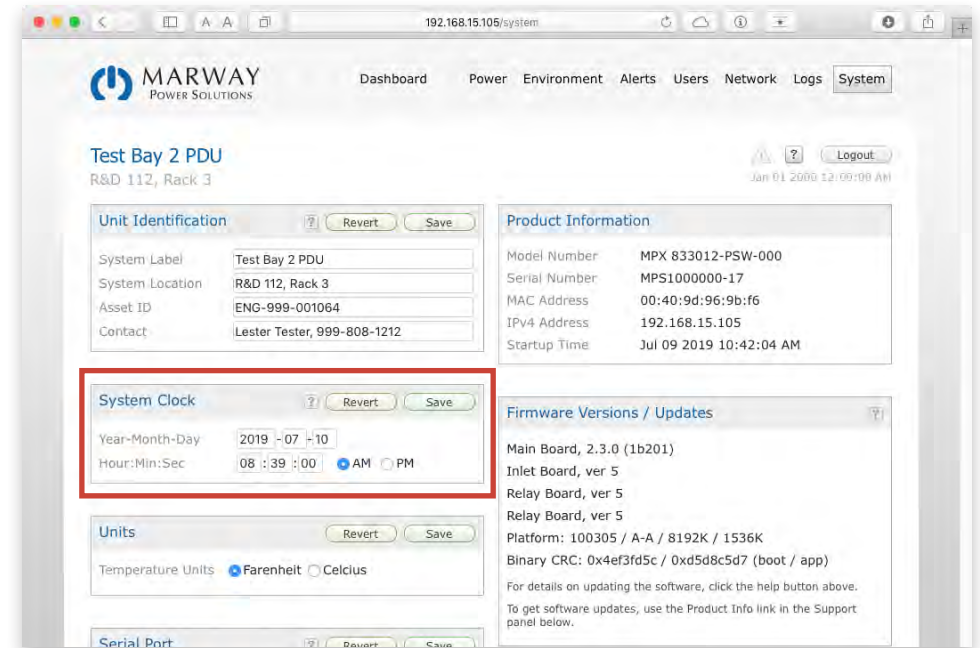 A A
192.168.15.105/system
MARWAY
POWER SOLUTIONS
Dashboard Power Environment Alerts Users Network Logs System
Test Bay 2 PDU
? Logout
R&D 112, Rack 3
Jan 01 2000 12:00:00 AM
Unit Identification ? Revert Save
System Label Test Bay 2 PDU
System Location R&D 112, Rack 3
Asset ID ENG-999-001064
Contact Lester Tester, 999-808-1212
Product Information
Model Number MPX 833012-PSW-000
Serial Number MPS1000000-17
MAC Address 00:40:9d:96:9b:f6
IPv4 Address 192.168.15.105
Startup Time Jul 09 2019 10:42:04 AM
System Clock ? Revert Save
Year-Month-Day 2019 - 07 - 10
Hour:Min:Sec 08 : 39 : 00 AM PM
Firmware Versions / Updates ?
Main Board, 2.3.0 (1b201)
Inlet Board, ver 5
Relay Board, ver 5
Relay Board, ver 5
Platform: 100305 / A-A / 8192K / 1536K
Binary CRC: 0x4ef3fd5c / 0xd5d8c5d7 (boot / app)
For details on updating the software, click the help button above.
To get software updates, use the Product Info link in the Support
panel below.
Units Revert Save
Temperature Units Farenheit Celcius
Serial Port ? Revert Save